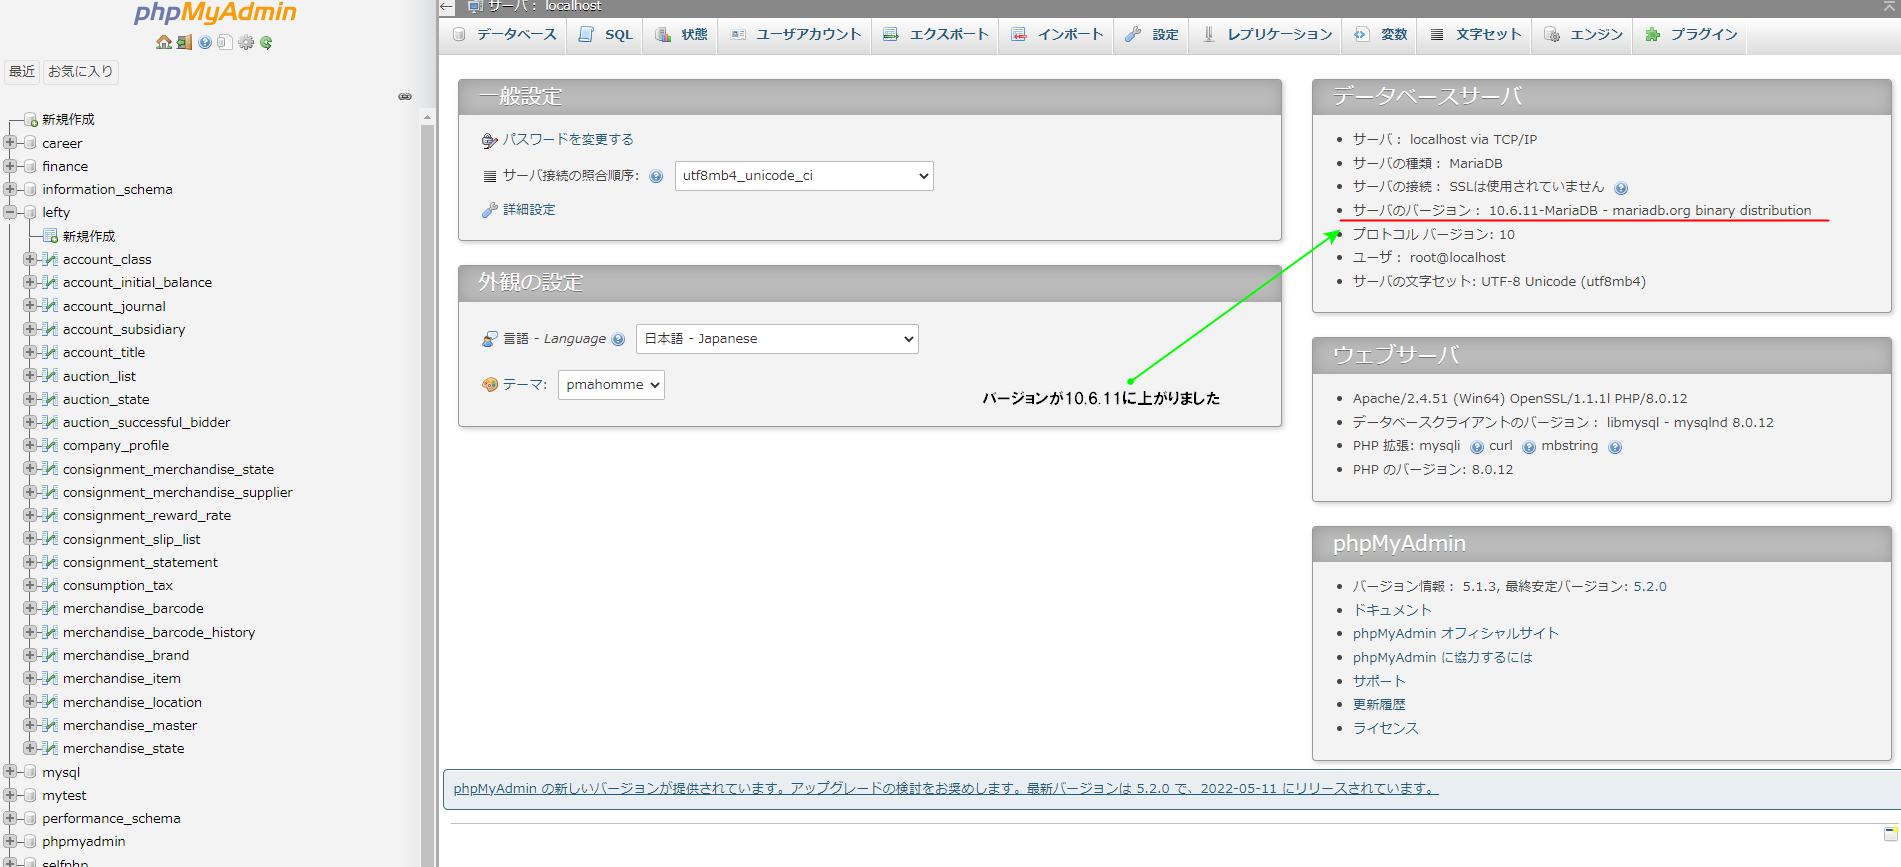 phpMyAdmin
最近 お気に入り
新規作成
career
finance
information_schema
lefty
新規作成
account_class
account_initial_balance
account_journal
account_subsidiary
account_title
auction_list
auction_state
auction_successful_bidder
company_profile
consignment_merchandise_state
consignment_merchandise_supplier
consignment_reward_rate
consignment_slip_list
consignment_statement
consumption_tax
merchandise_barcode
merchandise_barcode_history
merchandise_brand
merchandise_item
merchandise_location
merchandise_master
merchandise_state
mysql
mytest
performance_schema
phpmyadmin
selfphp
サーバ： localhost
データベース SQL 状態 ユーザアカウント エクスポート インポート 設定 レプリケーション 変数 文字セット エンジン プラグイン
一般設定
パスワードを変更する
サーバ接続の照合順序: utf8mb4_unicode_ci
詳細設定
外観の設定
言語 - Language 日本語 - Japanese
テーマ: pmahomme
バージョンが10.6.11に上がりました
データベースサーバ
サーバ： localhost via TCP/IP
サーバの種類： MariaDB
サーバの接続： SSLは使用されていません
サーバのバージョン： 10.6.11-MariaDB - mariadb.org binary distribution
プロトコル バージョン: 10
ユーザ： root@localhost
サーバの文字セット: UTF-8 Unicode (utf8mb4)
ウェブサーバ
Apache/2.4.51 (Win64) OpenSSL/1.1.1l PHP/8.0.12
データベースクライアントのバージョン： libmysql - mysqlnd 8.0.12
PHP 拡張: mysqli curl mbstring
PHP のバージョン: 8.0.12
phpMyAdmin
バージョン情報： 5.1.3, 最終安定バージョン: 5.2.0
ドキュメント
phpMyAdmin オフィシャルサイト
phpMyAdmin に協力するには
サポート
更新履歴
ライセンス
phpMyAdmin の新しいバージョンが提供されています。アップグレードの検討をお奨めします。最新バージョンは 5.2.0 で、2022-05-11 にリリースされています。